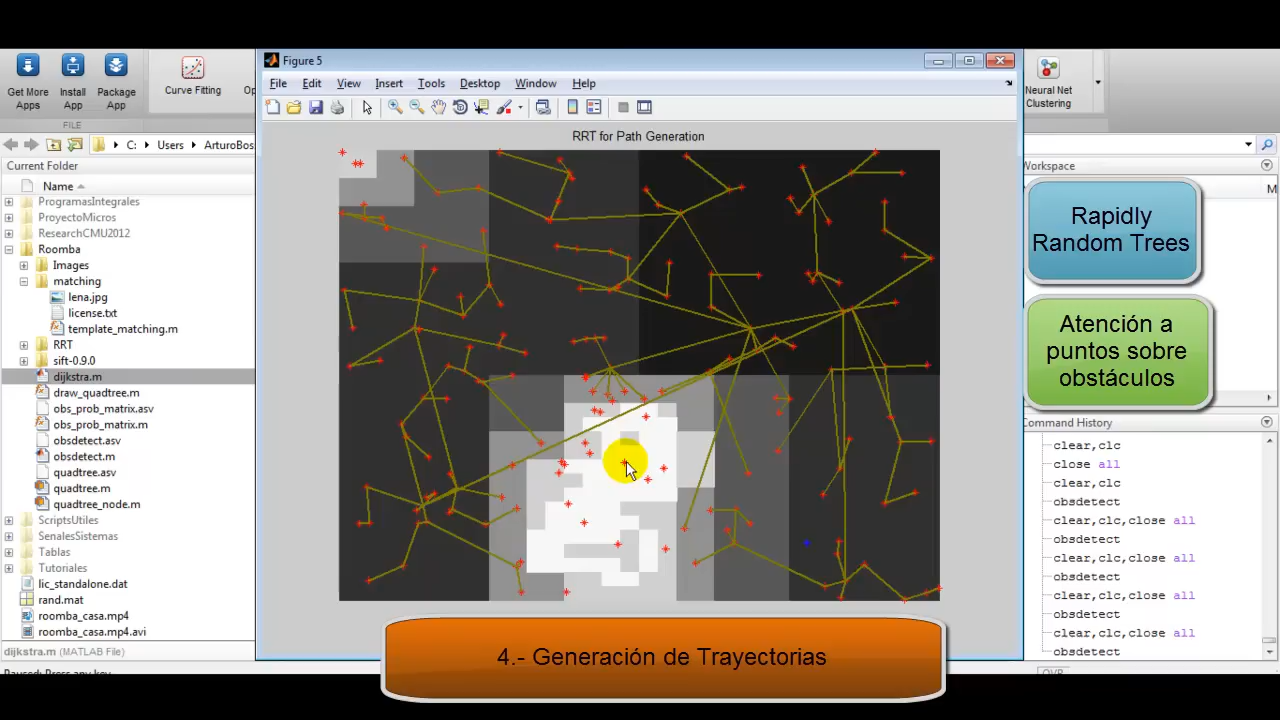 Figure 5
Get More
Apps
Install
App
Package
App
Curve Fitting
FILE
File Edit View Insert Tools Desktop Window Help
Neural Net
Clustering
C: Users ArturoBos
Current Folder
Name
ProgramasIntegrales
ProyectoMicros
ResearchCMU2012
Roomba
Images
matching
lena.jpg
license.txt
template_matching.m
RRT
sift-0.9.0
dijkstra.m
draw_quadtree.m
obs_prob_matrix.asv
obs_prob_matrix.m
obsdetect.asv
obsdetect.m
quadtree.asv
quadtree.m
quadtree_node.m
ScriptsUtiles
SenalesSistemas
Tablas
Tutoriales
lic_standalone.dat
rand.mat
roomba_casa.mp4
roomba_casa.mp4.avi
dijkstra.m (MATLAB File)
RRT for Path Generation
Workspace
M
Rapidly
Random Trees
Atención a
puntos sobre
obstáculos
Command History
clear,clc
close all
clear,clc
obsdetect
clear,clc,close all
obsdetect
clear,clc,close all
obsdetect
clear,clc,close all
obsdetect
clear,clc,close all
obsdetect
4.- Generación de Trayectorias